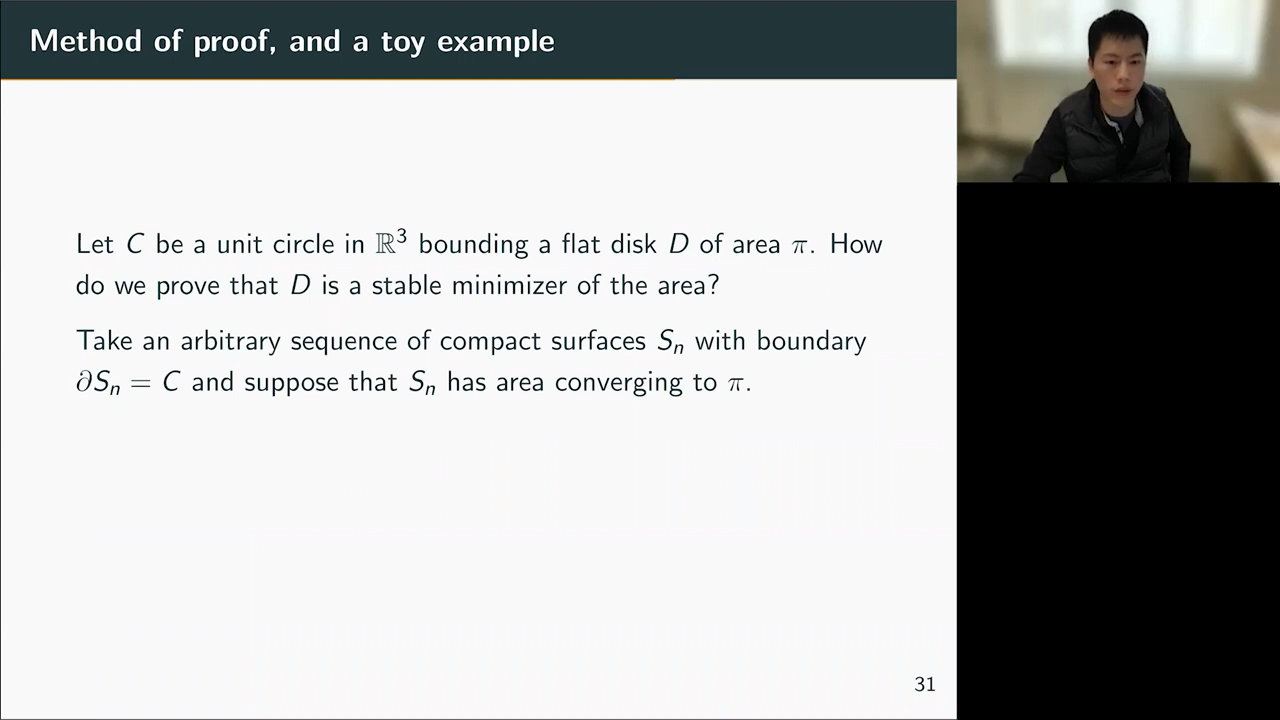 Method of proof, and a toy example
Let C be a unit circle in ℝ³ bounding a flat disk D of area π. How
do we prove that D is a stable minimizer of the area?
Take an arbitrary sequence of compact surfaces Sₙ with boundary
∂Sₙ = C and suppose that Sₙ has area converging to π.
31